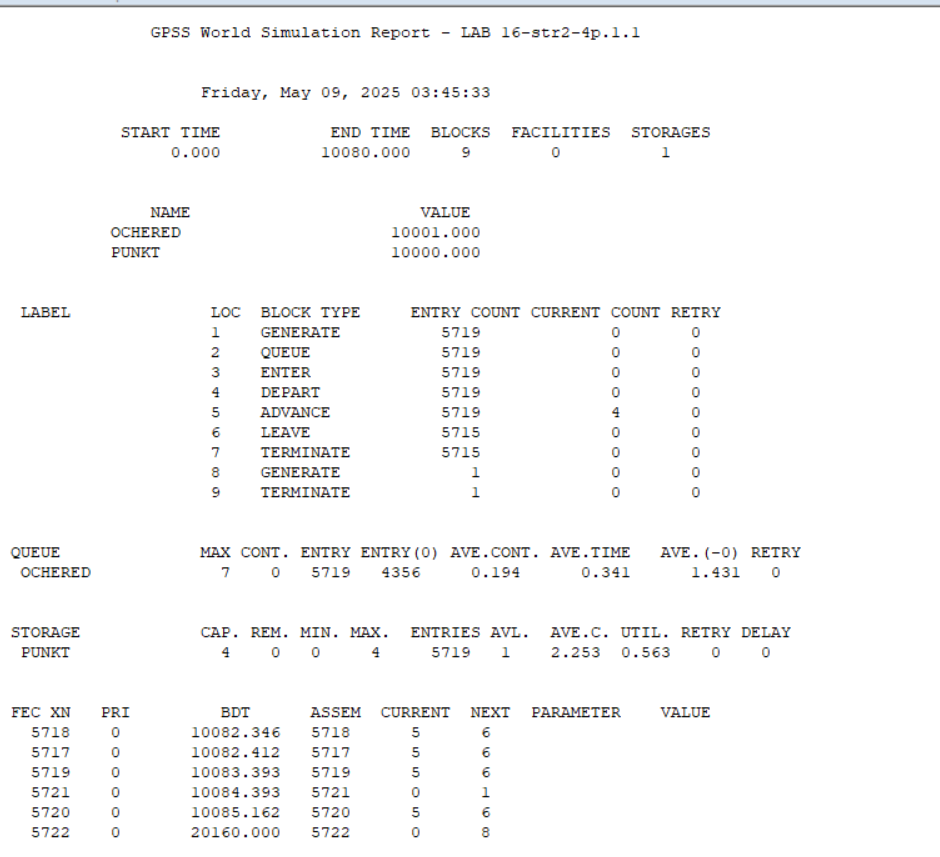 GPSS World Simulation Report - LAB 16-str2-4p.1.1
Friday, May 09, 2025 03:45:33
START TIME END TIME BLOCKS FACILITIES STORAGES
0.000 10080.000 9 0 1
NAME VALUE
OCHERED 10001.000
PUNKT 10000.000
LABEL LOC BLOCK TYPE ENTRY COUNT CURRENT COUNT RETRY
1 GENERATE 5719 0 0
2 QUEUE 5719 0 0
3 ENTER 5719 0 0
4 DEPART 5719 0 0
5 ADVANCE 5719 4 0
6 LEAVE 5715 0 0
7 TERMINATE 5715 0 0
8 GENERATE 1 0 0
9 TERMINATE 1 0 0
QUEUE MAX CONT. ENTRY ENTRY(0) AVE.CONT. AVE.TIME AVE.(-0) RETRY
OCHERED 7 0 5719 4356 0.194 0.341 1.431 0
STORAGE CAP. REM. MIN. MAX. ENTRIES AVL. AVE.C. UTIL. RETRY DELAY
PUNKT 4 0 0 4 5719 1 2.253 0.563 0 0
FEC XN PRI BDT ASSEM CURRENT NEXT PARAMETER VALUE
5718 0 10082.346 5718 5 6
5717 0 10082.412 5717 5 6
5719 0 10083.393 5719 5 6
5721 0 10084.393 5721 0 1
5720 0 10085.162 5720 5 6
5722 0 20160.000 5722 0 8